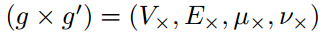 (g × g′) = (V×, E×, μ×, ν×)